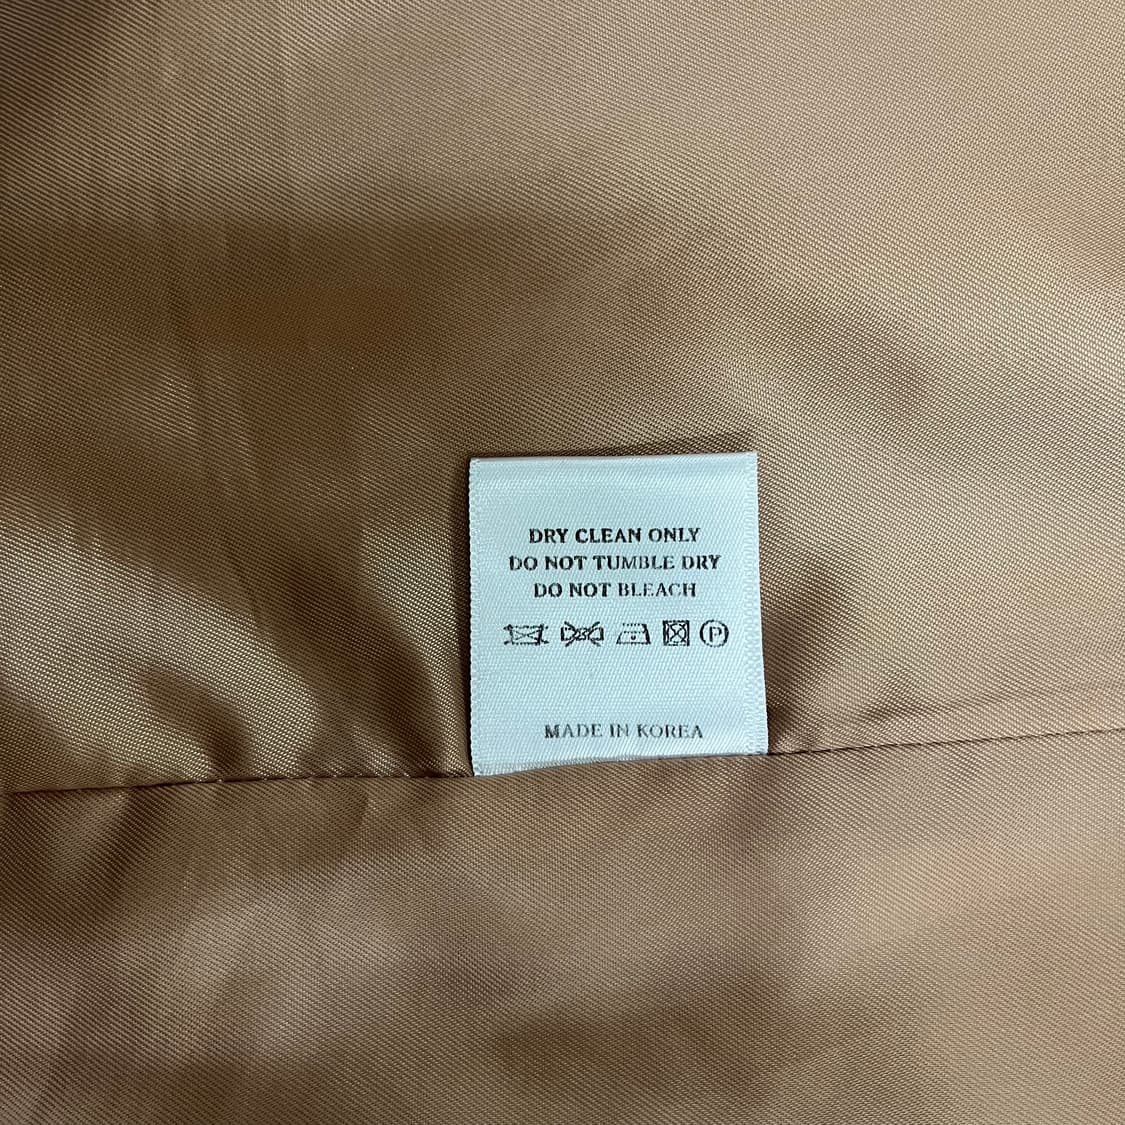 DRY CLEAN ONLY
DO NOT TUMBLE DRY
DO NOT BLEACH
P
MADE IN KOREA